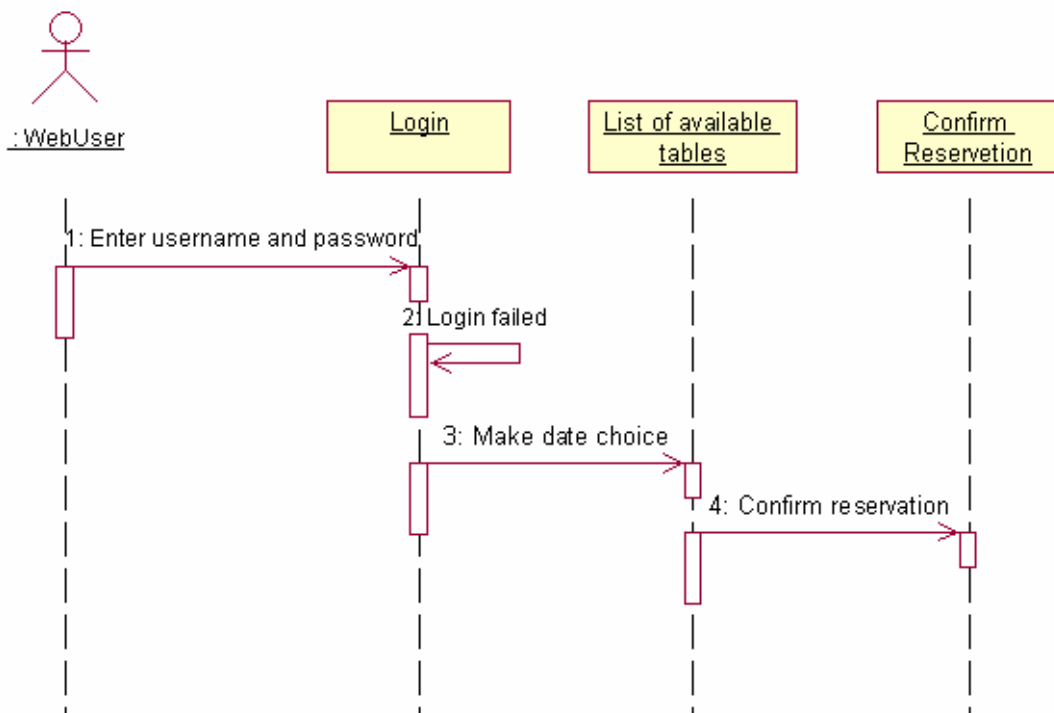 : WebUser
Login
List of available
tables
Confirm
Reservetion
1: Enter username and password
2: Login failed
3: Make date choice
4: Confirm reservation